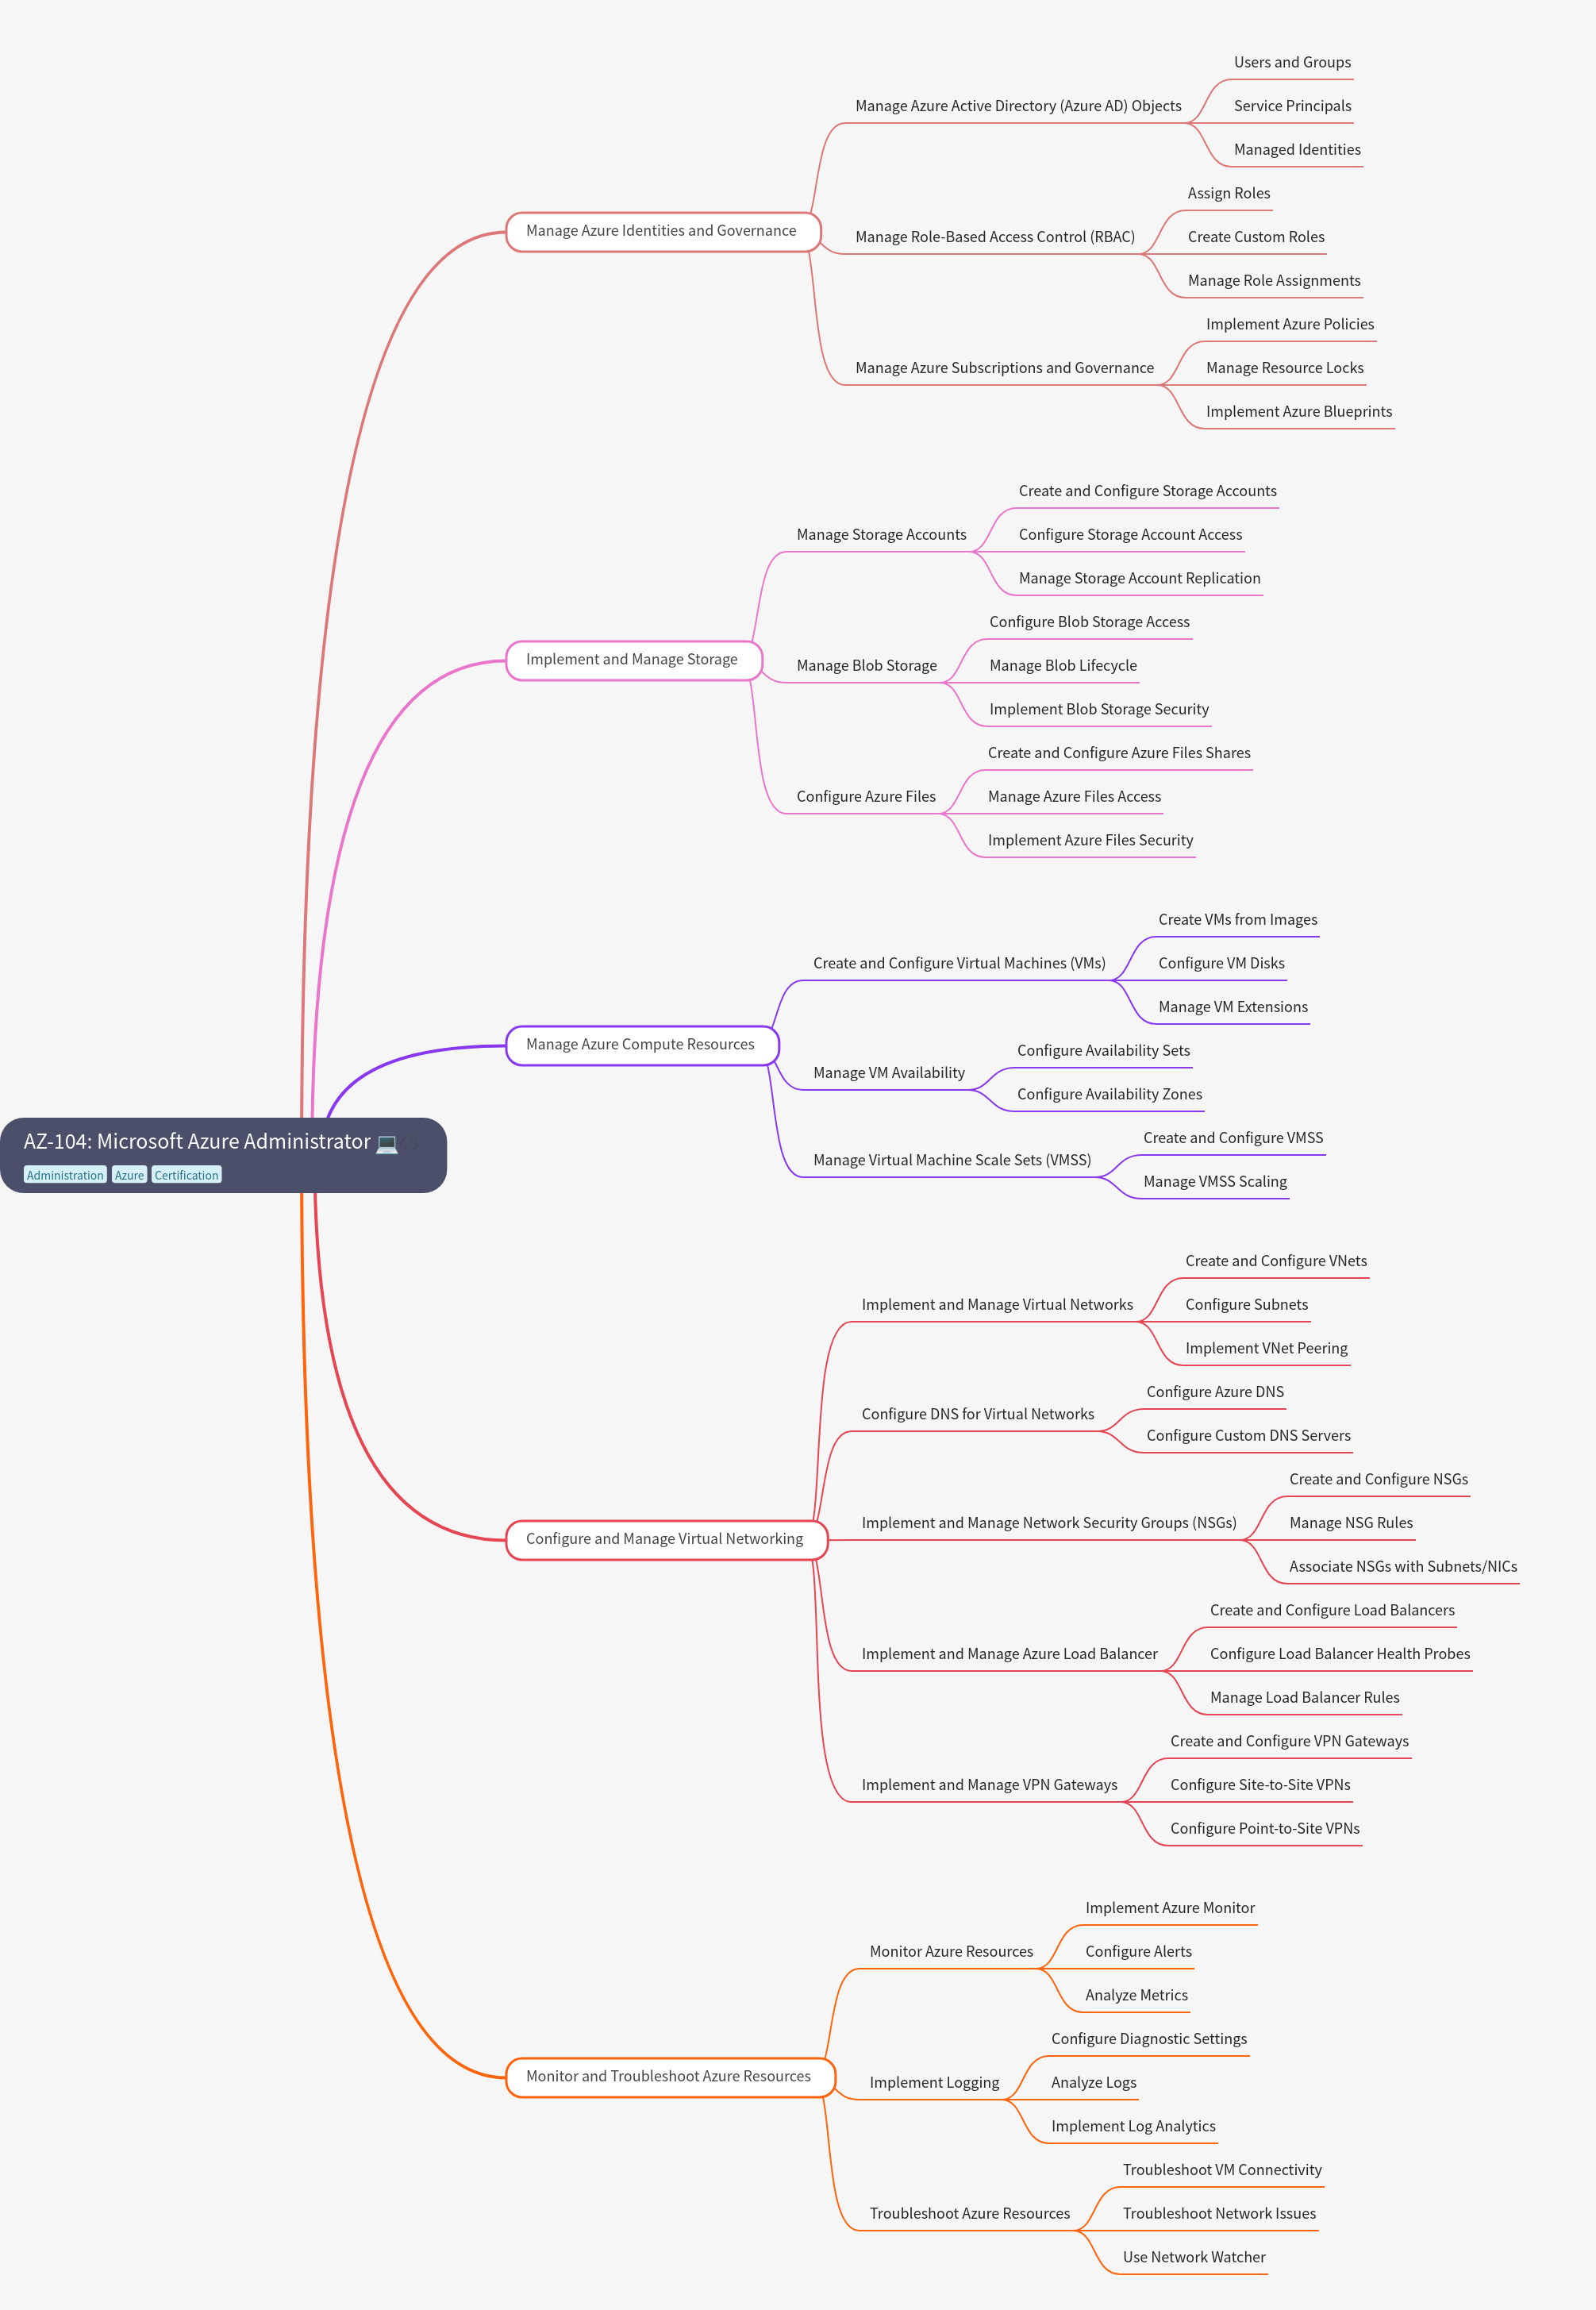 AZ-104: Microsoft Azure Administrator 💻☁
Administration Azure Certification
Manage Azure Identities and Governance
Manage Azure Active Directory (Azure AD) Objects
Users and Groups
Service Principals
Managed Identities
Manage Role-Based Access Control (RBAC)
Assign Roles
Create Custom Roles
Manage Role Assignments
Manage Azure Subscriptions and Governance
Implement Azure Policies
Manage Resource Locks
Implement Azure Blueprints
Implement and Manage Storage
Manage Storage Accounts
Create and Configure Storage Accounts
Configure Storage Account Access
Manage Storage Account Replication
Manage Blob Storage
Configure Blob Storage Access
Manage Blob Lifecycle
Implement Blob Storage Security
Configure Azure Files
Create and Configure Azure Files Shares
Manage Azure Files Access
Implement Azure Files Security
Manage Azure Compute Resources
Create and Configure Virtual Machines (VMs)
Create VMs from Images
Configure VM Disks
Manage VM Extensions
Manage VM Availability
Configure Availability Sets
Configure Availability Zones
Manage Virtual Machine Scale Sets (VMSS)
Create and Configure VMSS
Manage VMSS Scaling
Configure and Manage Virtual Networking
Implement and Manage Virtual Networks
Create and Configure VNets
Configure Subnets
Implement VNet Peering
Configure DNS for Virtual Networks
Configure Azure DNS
Configure Custom DNS Servers
Implement and Manage Network Security Groups (NSGs)
Create and Configure NSGs
Manage NSG Rules
Associate NSGs with Subnets/NICs
Implement and Manage Azure Load Balancer
Create and Configure Load Balancers
Configure Load Balancer Health Probes
Manage Load Balancer Rules
Implement and Manage VPN Gateways
Create and Configure VPN Gateways
Configure Site-to-Site VPNs
Configure Point-to-Site VPNs
Monitor and Troubleshoot Azure Resources
Monitor Azure Resources
Implement Azure Monitor
Configure Alerts
Analyze Metrics
Implement Logging
Configure Diagnostic Settings
Analyze Logs
Implement Log Analytics
Troubleshoot Azure Resources
Troubleshoot VM Connectivity
Troubleshoot Network Issues
Use Network Watcher